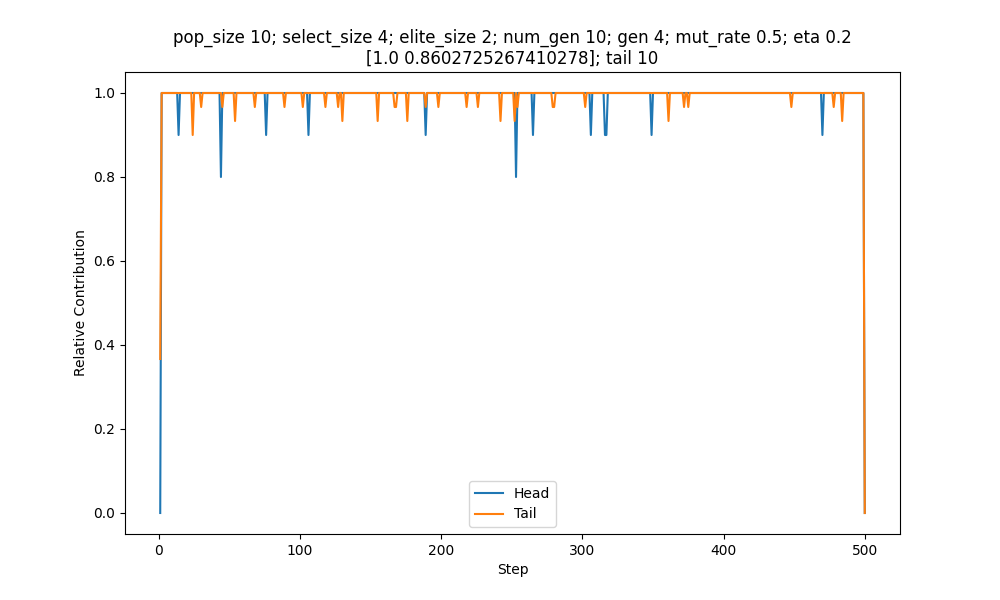 pop_size 10; select_size 4; elite_size 2; num_gen 10; gen 4; mut_rate 0.5; eta 0.2
[1.0 0.8602725267410278]; tail 10
1.0
0.8
0.6
0.4
0.2
0.0
Relative Contribution
Head
Tail
0
100
200
300
400
500
Step